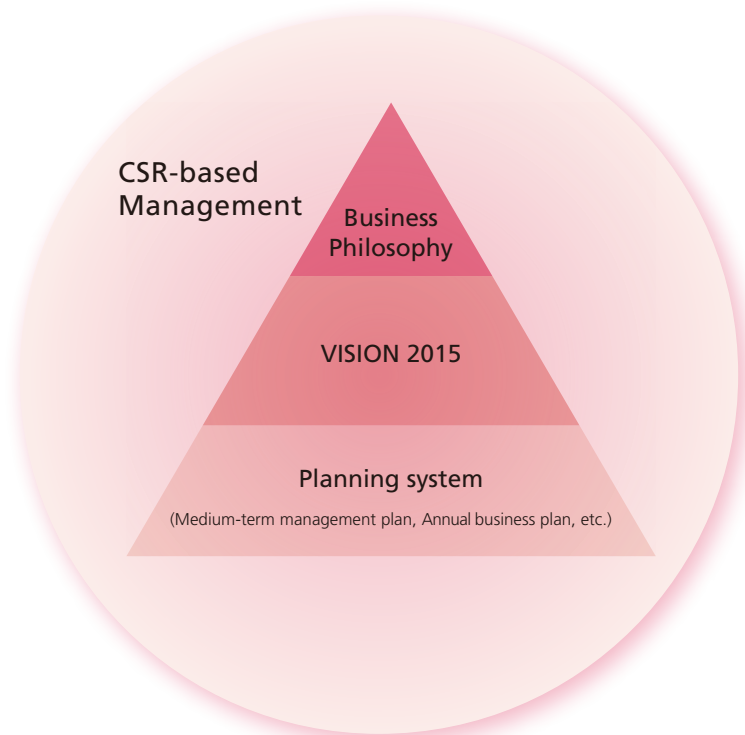 CSR-based
Management
Business
Philosophy
VISION 2015
Planning system
(Medium-term management plan, Annual business plan, etc.)